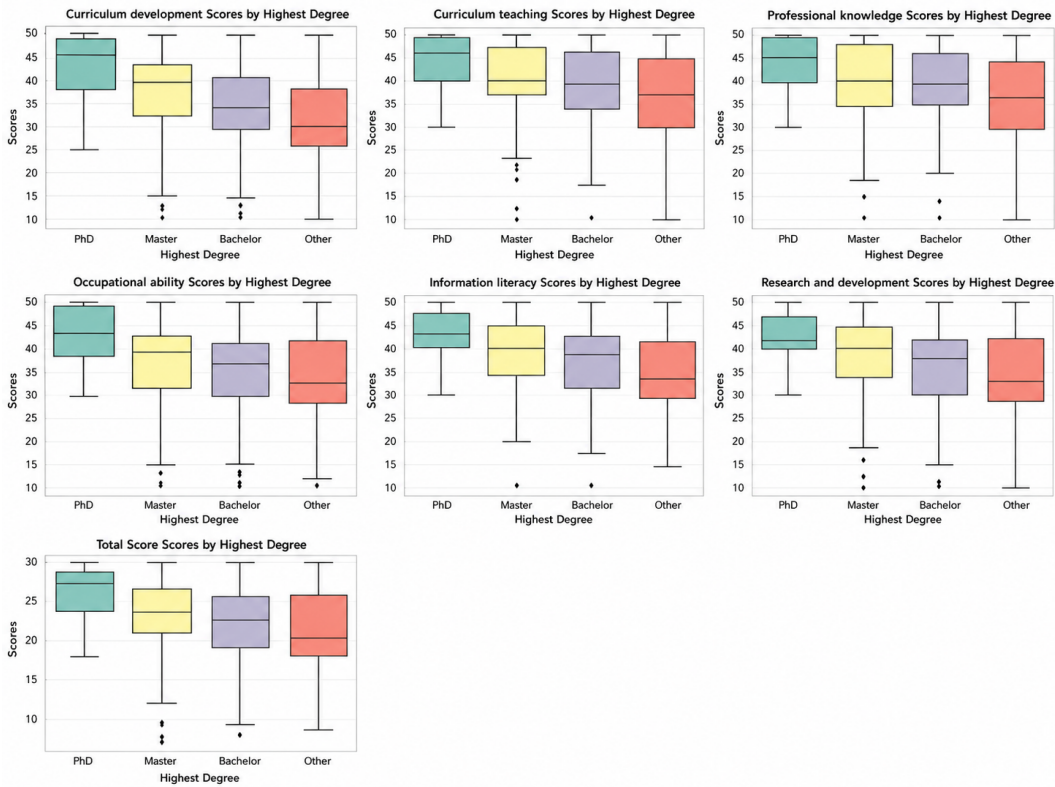 Curriculum development Scores by Highest Degree
Scores
50
45
40
35
30
25
20
15
10
PhD Master Bachelor Other
Highest Degree
Curriculum teaching Scores by Highest Degree
Scores
50
45
40
35
30
25
20
15
10
PhD Master Bachelor Other
Highest Degree
Professional knowledge Scores by Highest Degree
Scores
50
45
40
35
30
25
20
15
10
PhD Master Bachelor Other
Highest Degree
Occupational ability Scores by Highest Degree
Scores
50
45
40
35
30
25
20
15
10
PhD Master Bachelor Other
Highest Degree
Information literacy Scores by Highest Degree
Scores
50
45
40
35
30
25
20
15
10
PhD Master Bachelor Other
Highest Degree
Research and development Scores by Highest Degree
Scores
50
45
40
35
30
25
20
15
10
PhD Master Bachelor Other
Highest Degree
Total Score Scores by Highest Degree
Scores
30
25
20
15
10
PhD Master Bachelor Other
Highest Degree